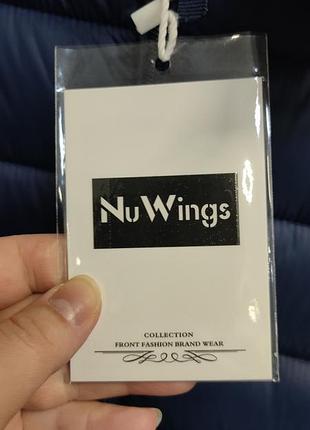 NuWings
COLLECTION
FRONT FASHION BRAND WEAR